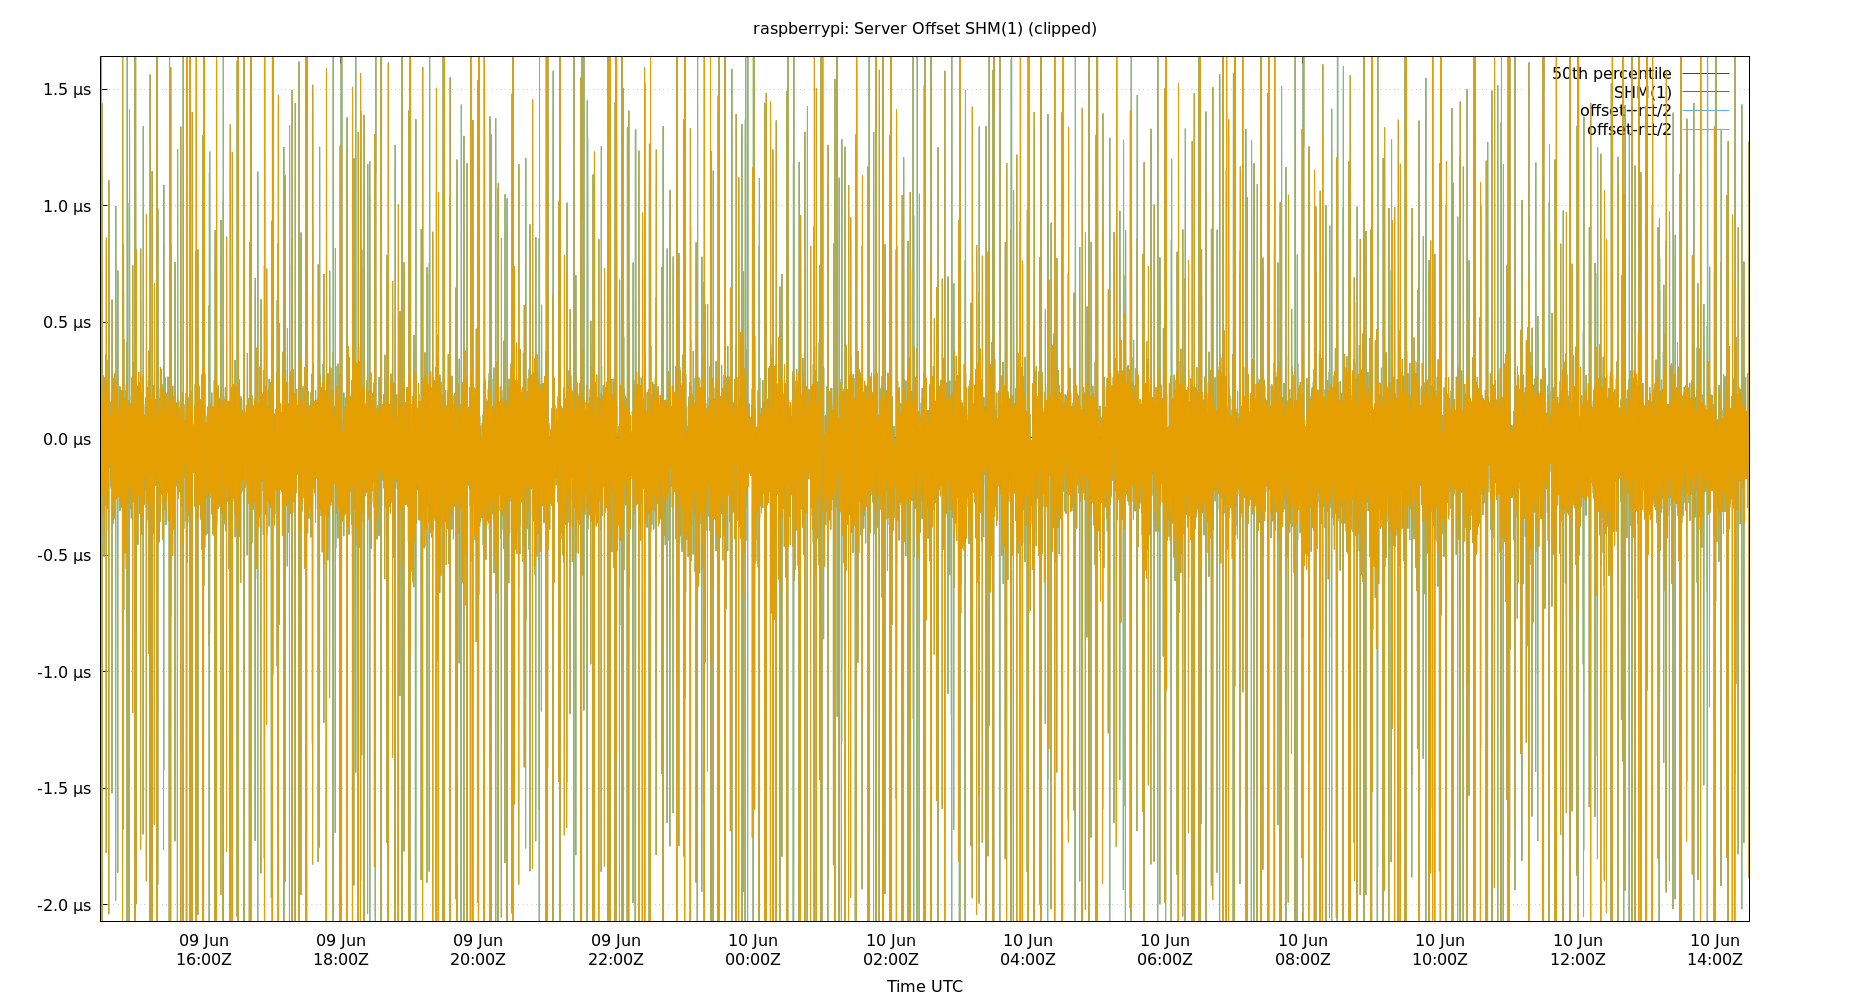 raspberrypi: Server Offset SHM(1) (clipped)
50th percentile
SHM(1)
offset+rtt/2
offset-rtt/2
1.5 µs
1.0 µs
0.5 µs
0.0 µs
-0.5 µs
-1.0 µs
-1.5 µs
-2.0 µs
09 Jun 09 Jun 09 Jun 09 Jun 10 Jun 10 Jun 10 Jun 10 Jun 10 Jun 10 Jun 10 Jun 10 Jun
16:00Z 18:00Z 20:00Z 22:00Z 00:00Z 02:00Z 04:00Z 06:00Z 08:00Z 10:00Z 12:00Z 14:00Z
Time UTC